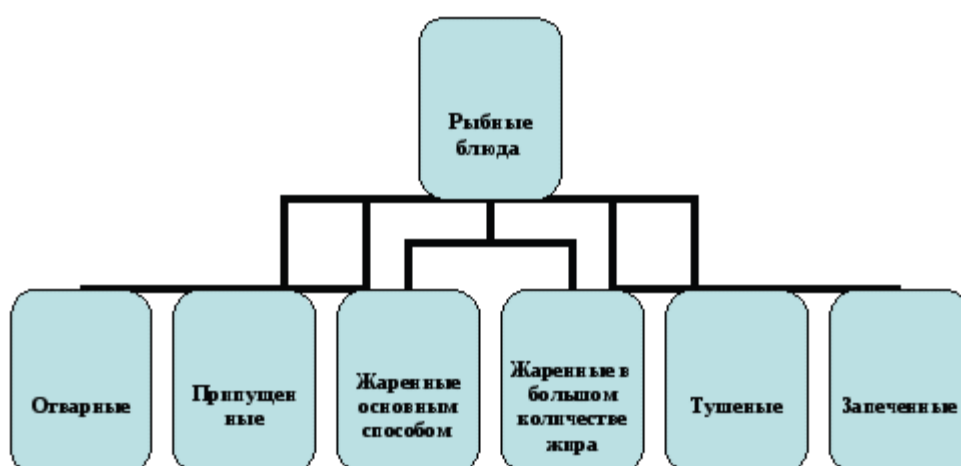 Рыбные
блюда
Отварные
Припущен
ные
Жаренные
основным
способом
Жаренные в
большом
количестве
жира
Тушеные
Запеченные